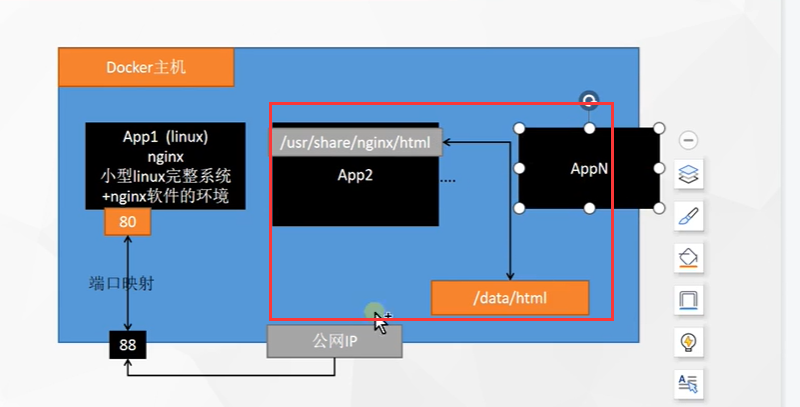 Docker主机
App1 (linux)
nginx
小型linux完整系统
+nginx软件的环境
80
端口映射
88
/usr/share/nginx/html
App2
....
AppN
/data/html
公网IP
A